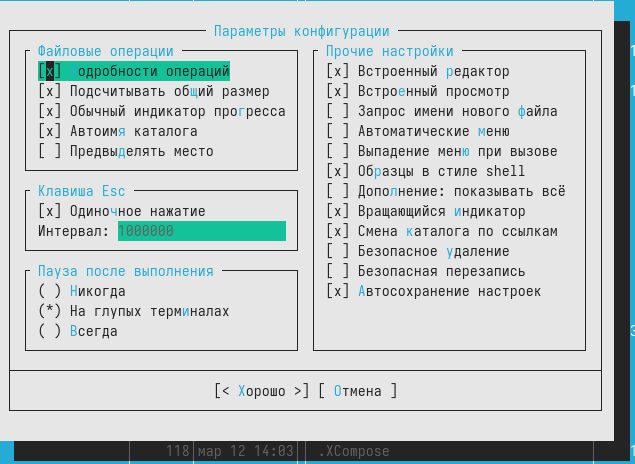 Параметры конфигурации
Файловые операции
[x] одробности операций
[x] Подсчитывать общий размер
[x] Обычный индикатор прогресса
[x] Автоимя каталога
[ ] Предвыделять место
Клавиша Esc
[x] Одиночное нажатие
Интервал: 1000000
Пауза после выполнения
( ) Никогда
(*) На глупых терминалах
( ) Всегда
Прочие настройки
[x] Встроенный редактор
[x] Встроенный просмотр
[ ] Запрос имени нового файла
[ ] Автоматические меню
[ ] Выпадение меню при вызове
[x] Образцы в стиле shell
[ ] Дополнение: показывать всё
[x] Вращающийся индикатор
[x] Смена каталога по ссылкам
[ ] Безопасное удаление
[ ] Безопасная перезапись
[x] Автосохранение настроек
[< Хорошо >] [ Отмена ]
118 мар 12 14:03 .XCompose